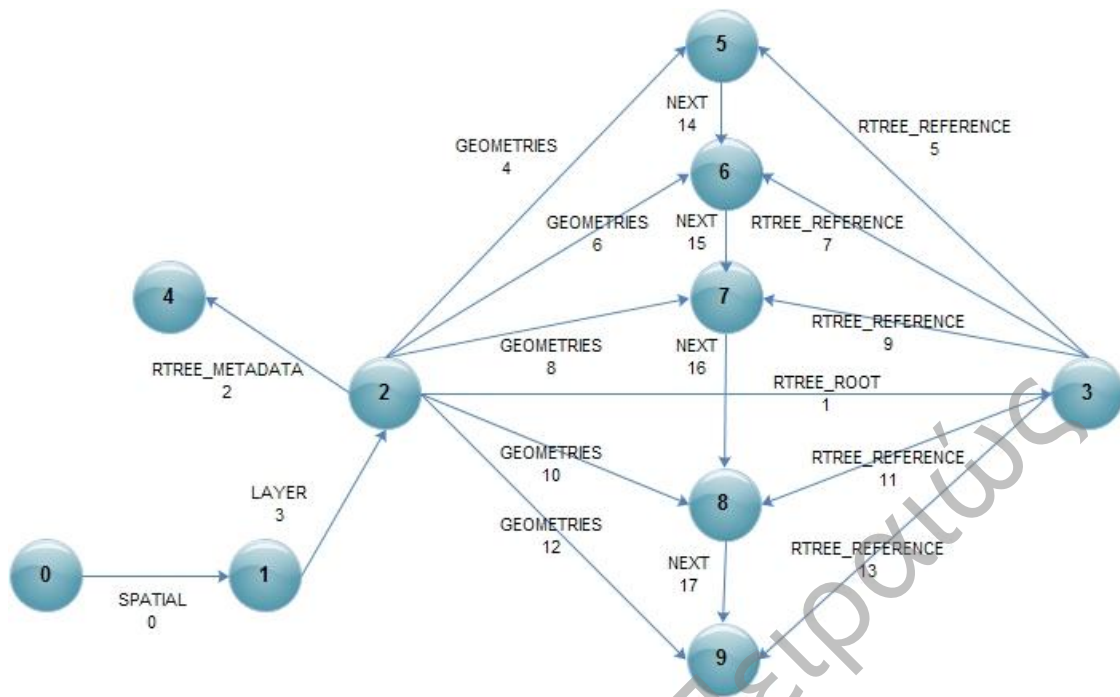 5
NEXT
14
RTREE_REFERENCE
5
GEOMETRIES
4
6
GEOMETRIES
6
NEXT
15
RTREE_REFERENCE
7
4
7
RTREE_REFERENCE
9
GEOMETRIES
8
NEXT
16
RTREE_METADATA
2
2
RTREE_ROOT
1
3
GEOMETRIES
10
RTREE_REFERENCE
11
LAYER
3
8
GEOMETRIES
12
NEXT
17
RTREE_REFERENCE
13
0
1
SPATIAL
0
9
ειραιώς